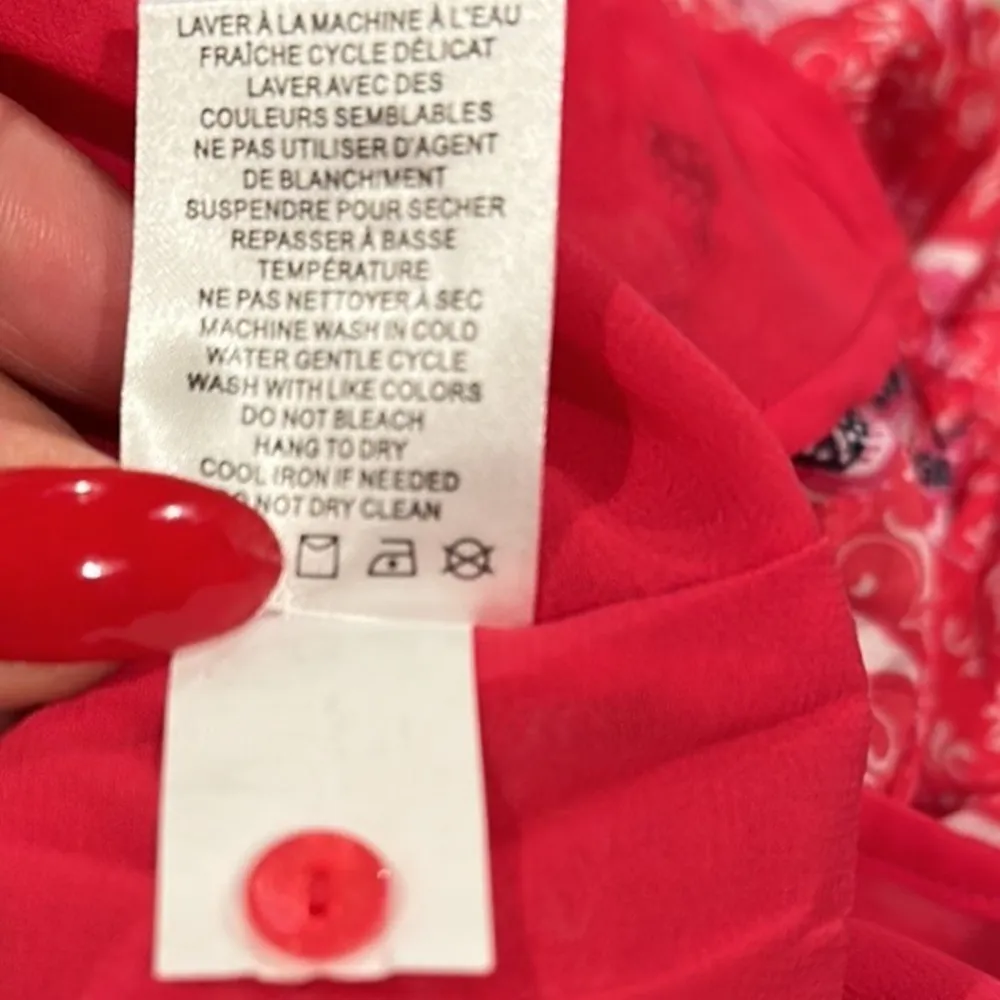 LAVER À LA MACHINE À L'EAU
FRAÎCHE CYCLE DÉLICAT
LAVER AVEC DES
COULEURS SEMBLABLES
NE PAS UTILISER D'AGENT
DE BLANCHIMENT
SUSPENDRE POUR SECHER
REPASSER À BASSE
TEMPÉRATURE
NE PAS NETTOYER À SEC
MACHINE WASH IN COLD
WATER GENTLE CYCLE
WASH WITH LIKE COLORS
DO NOT BLEACH
HANG TO DRY
COOL IRON IF NEEDED
DO NOT DRY CLEAN